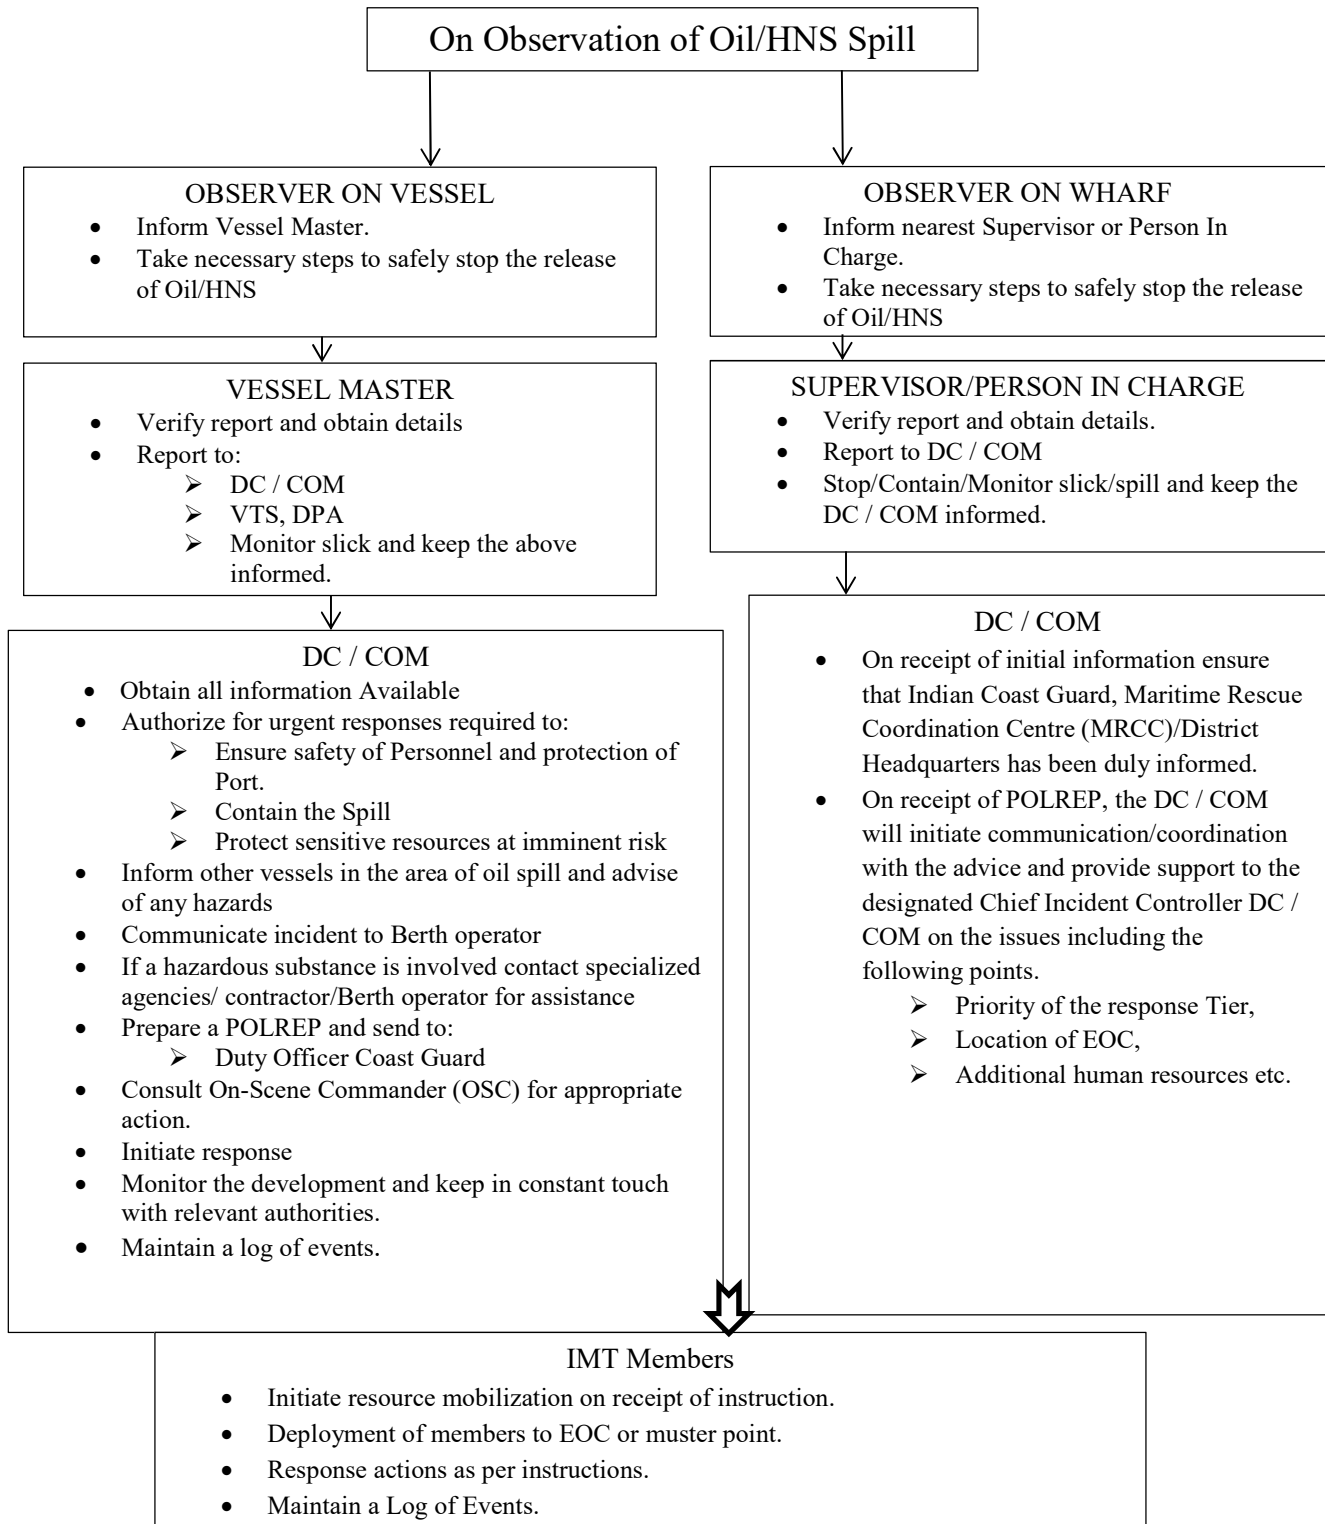 On Observation of Oil/HNS Spill
OBSERVER ON VESSEL
• Inform Vessel Master.
• Take necessary steps to safely stop the release
of Oil/HNS
OBSERVER ON WHARF
• Inform nearest Supervisor or Person In
Charge.
• Take necessary steps to safely stop the release
of Oil/HNS
VESSEL MASTER
• Verify report and obtain details
• Report to:
➢ DC / COM
➢ VTS, DPA
➢ Monitor slick and keep the above
informed.
SUPERVISOR/PERSON IN CHARGE
• Verify report and obtain details.
• Report to DC / COM
• Stop/Contain/Monitor slick/spill and keep the
DC / COM informed.
DC / COM
• Obtain all information Available
• Authorize for urgent responses required to:
➢ Ensure safety of Personnel and protection of
Port.
➢ Contain the Spill
➢ Protect sensitive resources at imminent risk
• Inform other vessels in the area of oil spill and advise
of any hazards
• Communicate incident to Berth operator
• If a hazardous substance is involved contact specialized
agencies/ contractor/Berth operator for assistance
• Prepare a POLREP and send to:
➢ Duty Officer Coast Guard
• Consult On-Scene Commander (OSC) for appropriate
action.
• Initiate response
• Monitor the development and keep in constant touch
with relevant authorities.
• Maintain a log of events.
DC / COM
• On receipt of initial information ensure
that Indian Coast Guard, Maritime Rescue
Coordination Centre (MRCC)/District
Headquarters has been duly informed.
• On receipt of POLREP, the DC / COM
will initiate communication/coordination
with the advice and provide support to the
designated Chief Incident Controller DC /
COM on the issues including the
following points.
➢ Priority of the response Tier,
➢ Location of EOC,
➢ Additional human resources etc.
IMT Members
• Initiate resource mobilization on receipt of instruction.
• Deployment of members to EOC or muster point.
• Response actions as per instructions.
• Maintain a Log of Events.